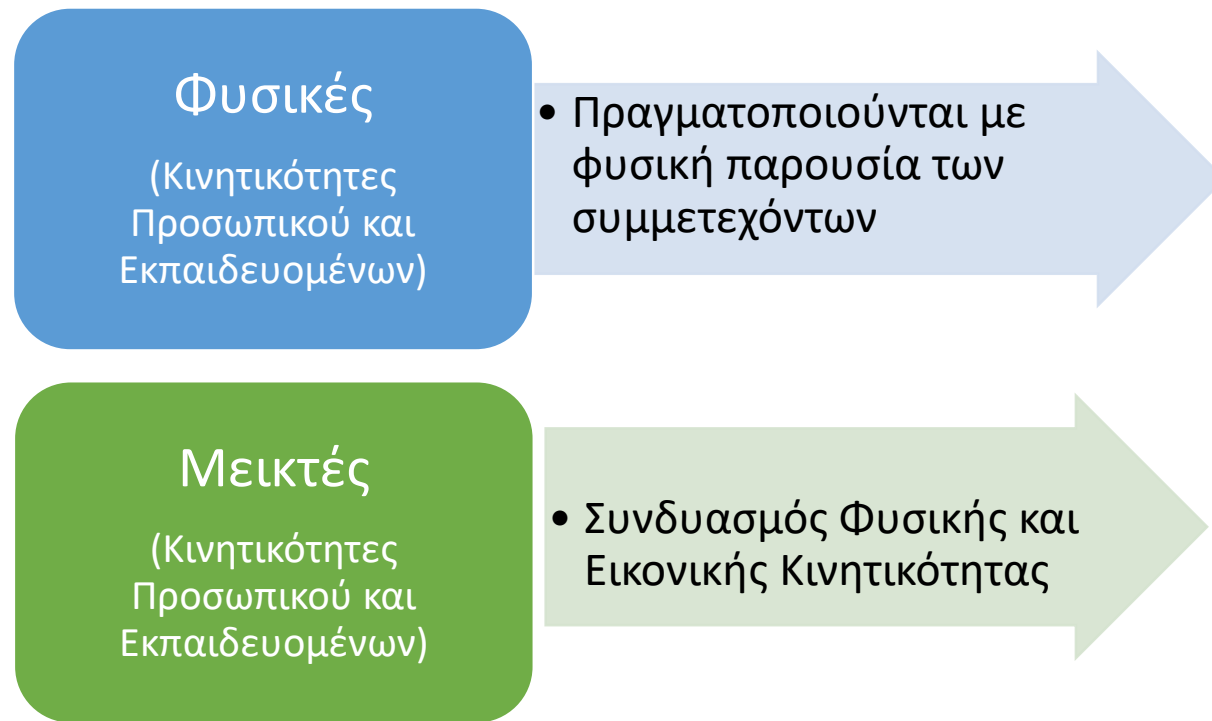 Φυσικές
(Κινητικότητες
Προσωπικού και
Εκπαιδευομένων)
• Πραγματοποιούνται με
φυσική παρουσία των
συμμετεχόντων
Μεικτές
(Κινητικότητες
Προσωπικού και
Εκπαιδευομένων)
• Συνδυασμός Φυσικής και
Εικονικής Κινητικότητας